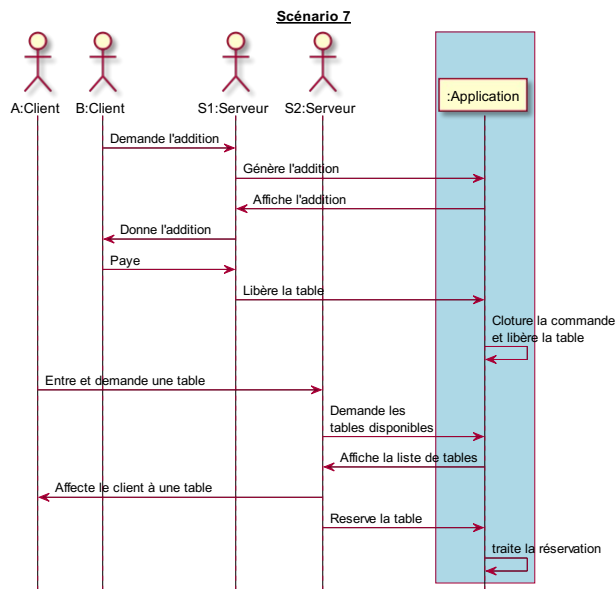 Scénario 7
A:Client
B:Client
S1:Serveur
S2:Serveur
:Application
Demande l'addition
Génère l'addition
Affiche l'addition
Donne l'addition
Paye
Libère la table
Cloture la commande
et libère la table
Entre et demande une table
Demande les
tables disponibles
Affiche la liste de tables
Affecte le client à une table
Reserve la table
traite la réservation